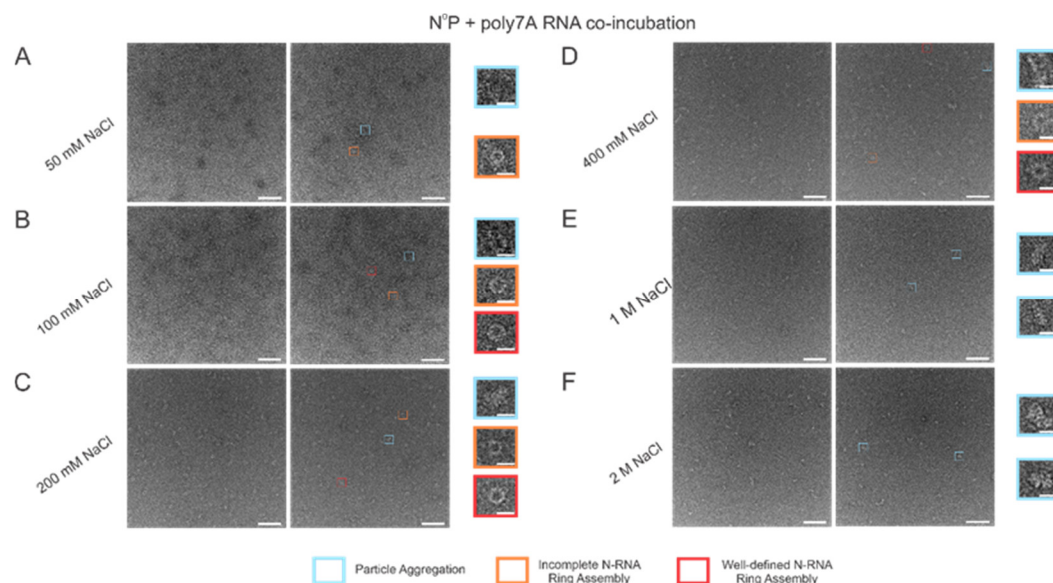 N⁰P + poly7A RNA co-incubation
A
50 mM NaCl
B
100 mM NaCl
C
200 mM NaCl
D
400 mM NaCl
E
1 M NaCl
F
2 M NaCl
Particle Aggregation
Incomplete N-RNA
Ring Assembly
Well-defined N-RNA
Ring Assembly